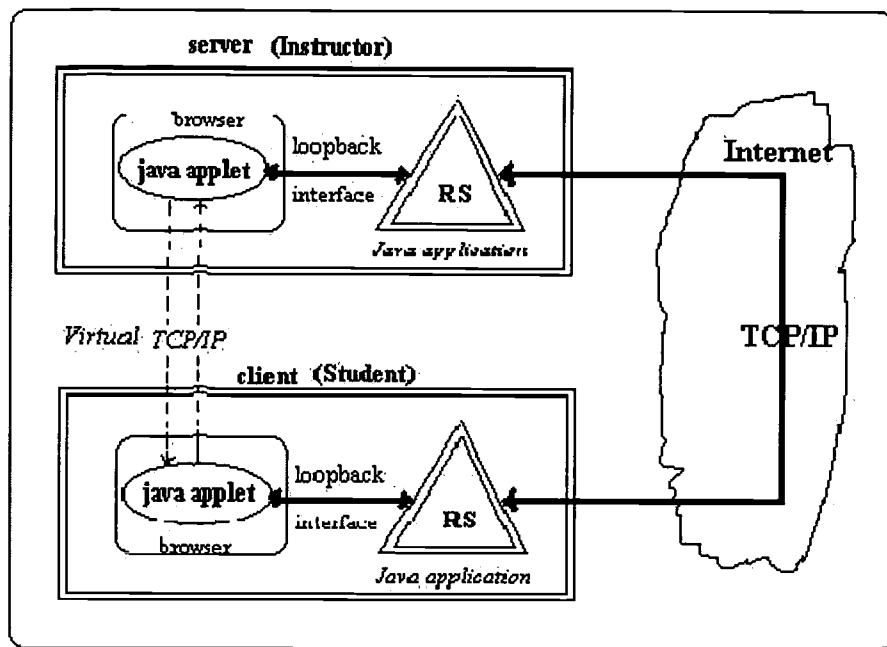 server (Instructor)
browser
java applet
loopback
interface
RS
Java application
Internet
Virtual TCP/IP
TCP/IP
client (Student)
java applet
browser
loopback
interface
RS
Java application